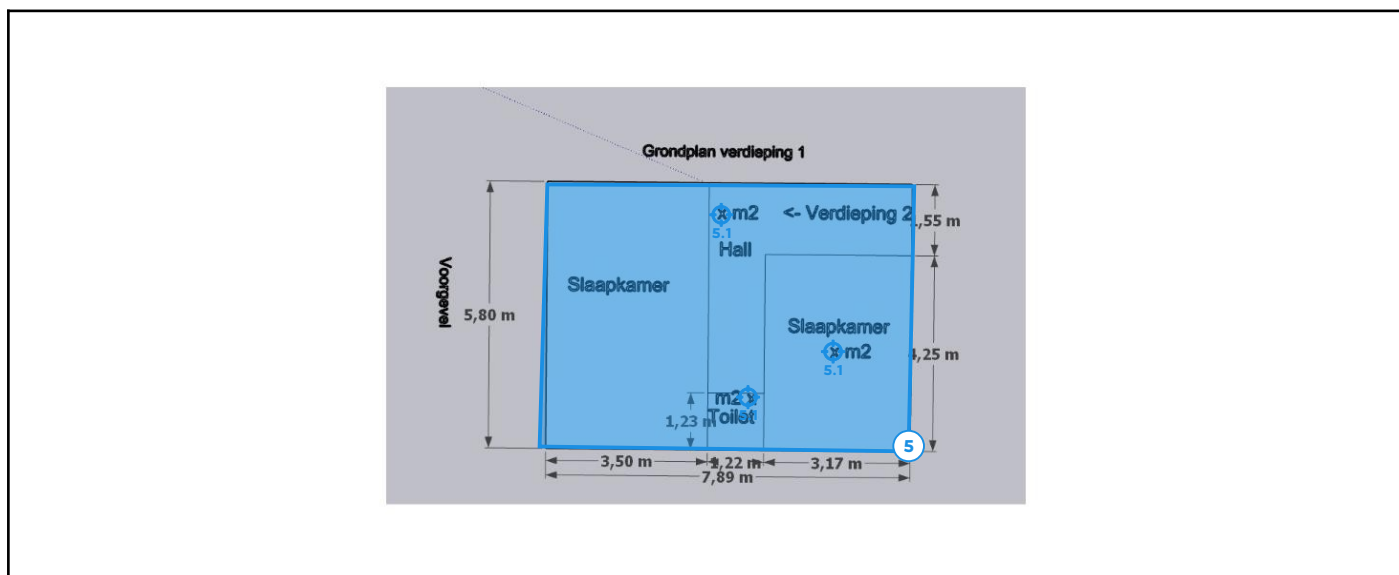 Grondplan verdieping 1
m2 <- Verdieping 2
5.1
,55 m
Hall
Voorgevel
Slaapkamer
5,80 m
Slaapkamer
m2
4,25 m
5.1
m2
1,23 m
Toilet
5
3,50 m
1,22 m
3,17 m
7,89 m